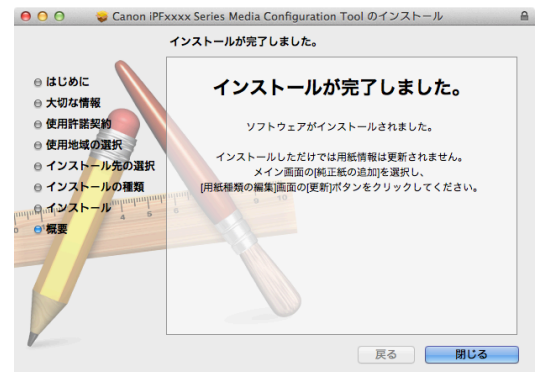 Canon iPFxxxx Series Media Configuration Tool のインストール
インストールが完了しました。
はじめに
大切な情報
使用許諾契約
使用地域の選択
インストール先の選択
インストールの種類
インストール
概要
インストールが完了しました。
ソフトウェアがインストールされました。
インストールしただけでは用紙情報は更新されません。
メイン画面の[純正紙の追加]を選択し、
[用紙種類の編集]画面の[更新]ボタンをクリックしてください。
4 5 9 10
戻る
閉じる